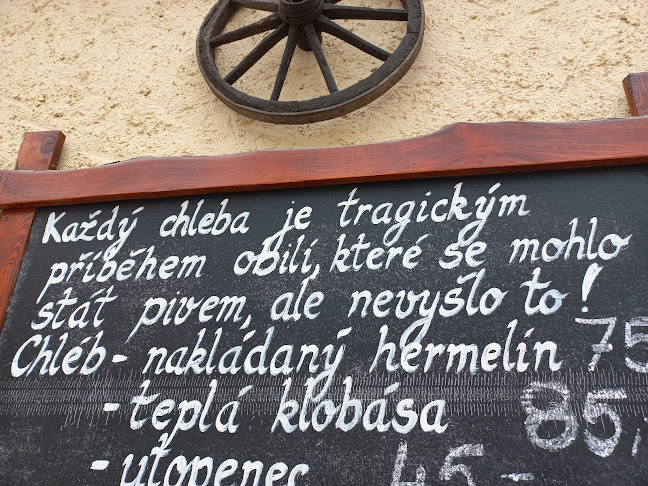 Každý chleba je tragickým
příběhem obilí, které se mohlo
stát pivem, ale nevyšlo to!
Chléb - nakládaný hermelín 75
- teplá klobása 85,-
- utopenec 45,-